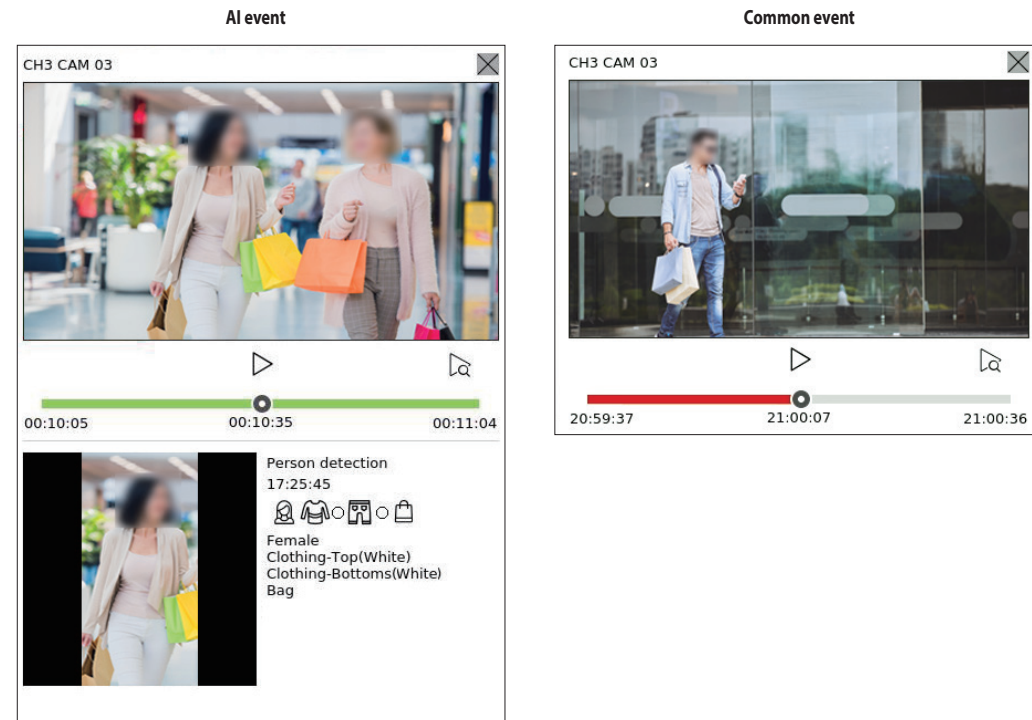 AI event
CH3 CAM 03
00:10:05
00:10:35
00:11:04
Person detection
17:25:45
Female
Clothing-Top(White)
Clothing-Bottoms(White)
Bag
Common event
CH3 CAM 03
20:59:37
21:00:07
21:00:36